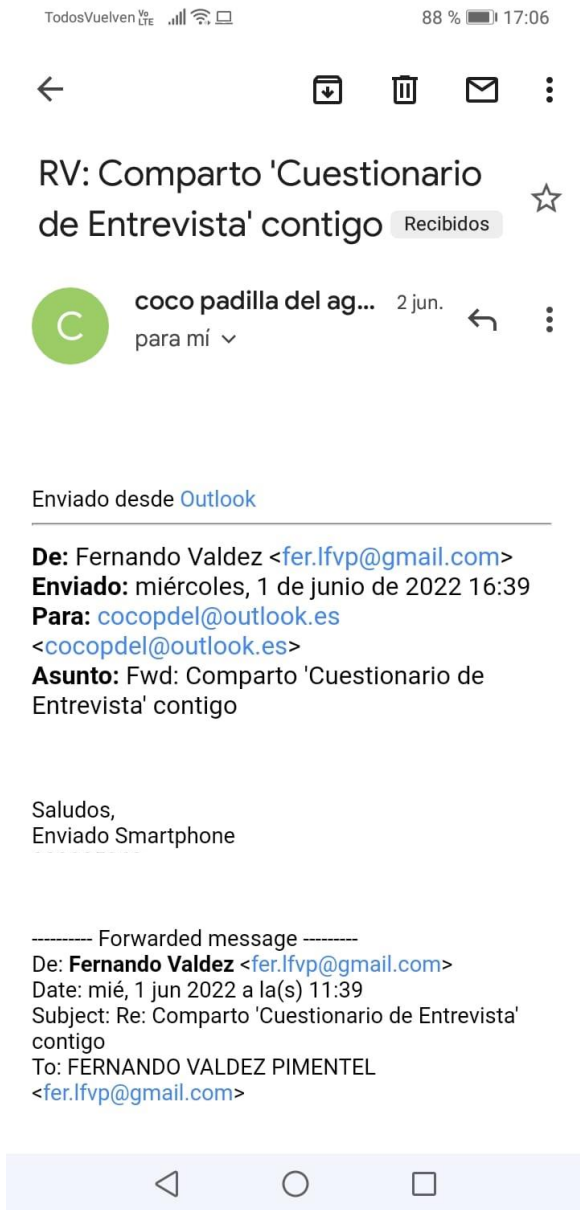 TodosVuelven Vo LTE 88 % 17:06
RV: Comparto 'Cuestionario
de Entrevista' contigo Recibidos
C
coco padilla del ag... 2 jun.
para mí
Enviado desde Outlook
De: Fernando Valdez <fer.lfvp@gmail.com>
Enviado: miércoles, 1 de junio de 2022 16:39
Para: cocopdel@outlook.es
<cocopdel@outlook.es>
Asunto: Fwd: Comparto 'Cuestionario de
Entrevista' contigo
Saludos,
Enviado Smartphone
---------- Forwarded message ---------
De: Fernando Valdez <fer.lfvp@gmail.com>
Date: mié, 1 jun 2022 a la(s) 11:39
Subject: Re: Comparto 'Cuestionario de Entrevista'
contigo
To: FERNANDO VALDEZ PIMENTEL
<fer.lfvp@gmail.com>